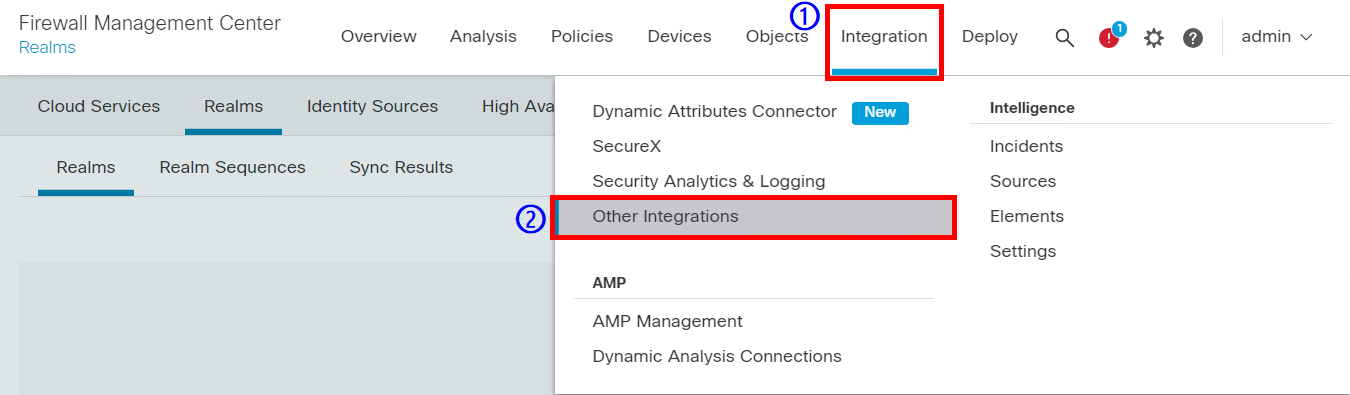 Firewall Management Center
Realms
Overview Analysis Policies Devices Objects Integration Deploy 1 admin
1
Cloud Services Realms Identity Sources High Ava
Realms Realm Sequences Sync Results
Dynamic Attributes Connector New
SecureX
Security Analytics & Logging
2 Other Integrations
AMP
AMP Management
Dynamic Analysis Connections
Intelligence
Incidents
Sources
Elements
Settings